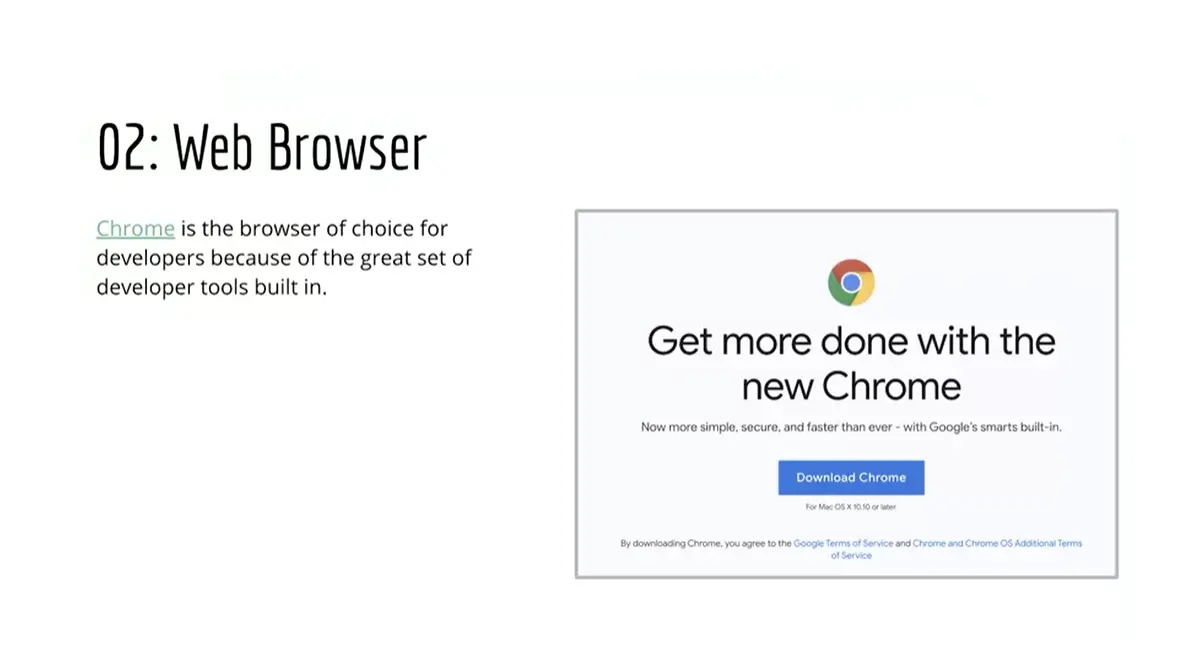 02: Web Browser
Chrome is the browser of choice for
developers because of the great set of
developer tools built in.
Get more done with the
new Chrome
Now more simple, secure, and faster than ever - with Google's smarts built-in.
Download Chrome
For Mac OS X 10.10 or later
By downloading Chrome, you agree to the Google Terms of Service and Chrome and Chrome OS Additional Terms
of Service